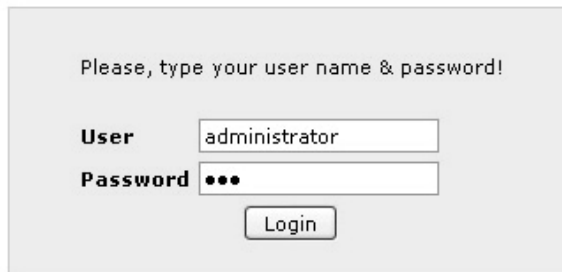 Please, type your user name & password!
User administrator
Password •••
Login